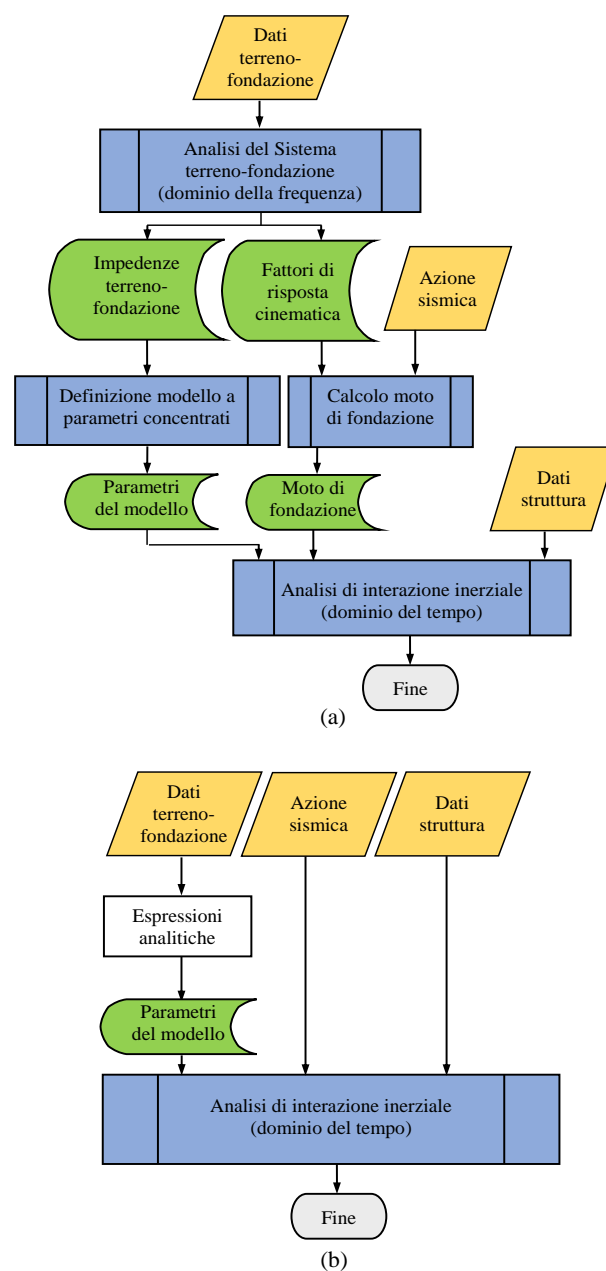 Dati
terreno-
fondazione
Analisi del Sistema
terreno-fondazione
(dominio della frequenza)
Impedenze
terreno-
fondazione
Fattori di
risposta
cinematica
Azione
sismica
Definizione modello a
parametri concentrati
Calcolo moto
di fondazione
Parametri
del modello
Moto di
fondazione
Dati
struttura
Analisi di interazione inerziale
(dominio del tempo)
Fine
(a)
Dati
terreno-
fondazione
Azione
sismica
Dati
struttura
Espressioni
analitiche
Parametri
del modello
Analisi di interazione inerziale
(dominio del tempo)
Fine
(b)